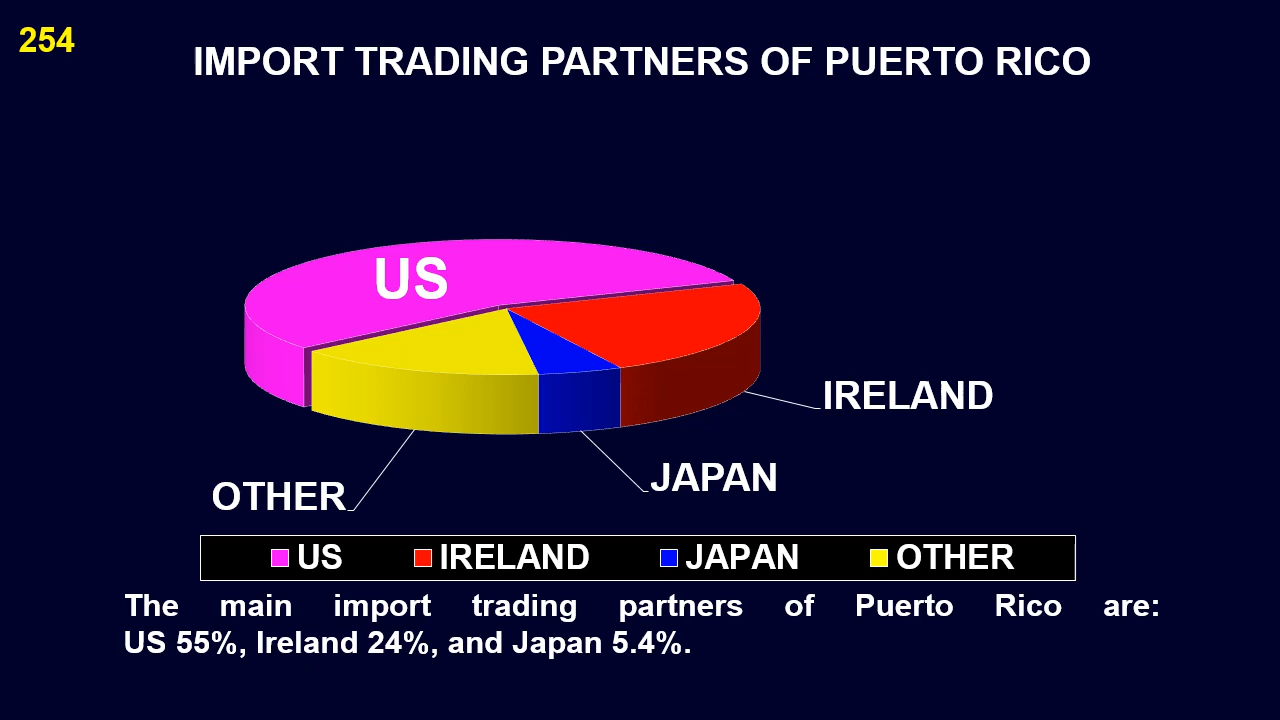 254
IMPORT TRADING PARTNERS OF PUERTO RICO
US
IRELAND
JAPAN
OTHER
US IRELAND JAPAN OTHER
The main import trading partners of Puerto Rico are:
US 55%, Ireland 24%, and Japan 5.4%.